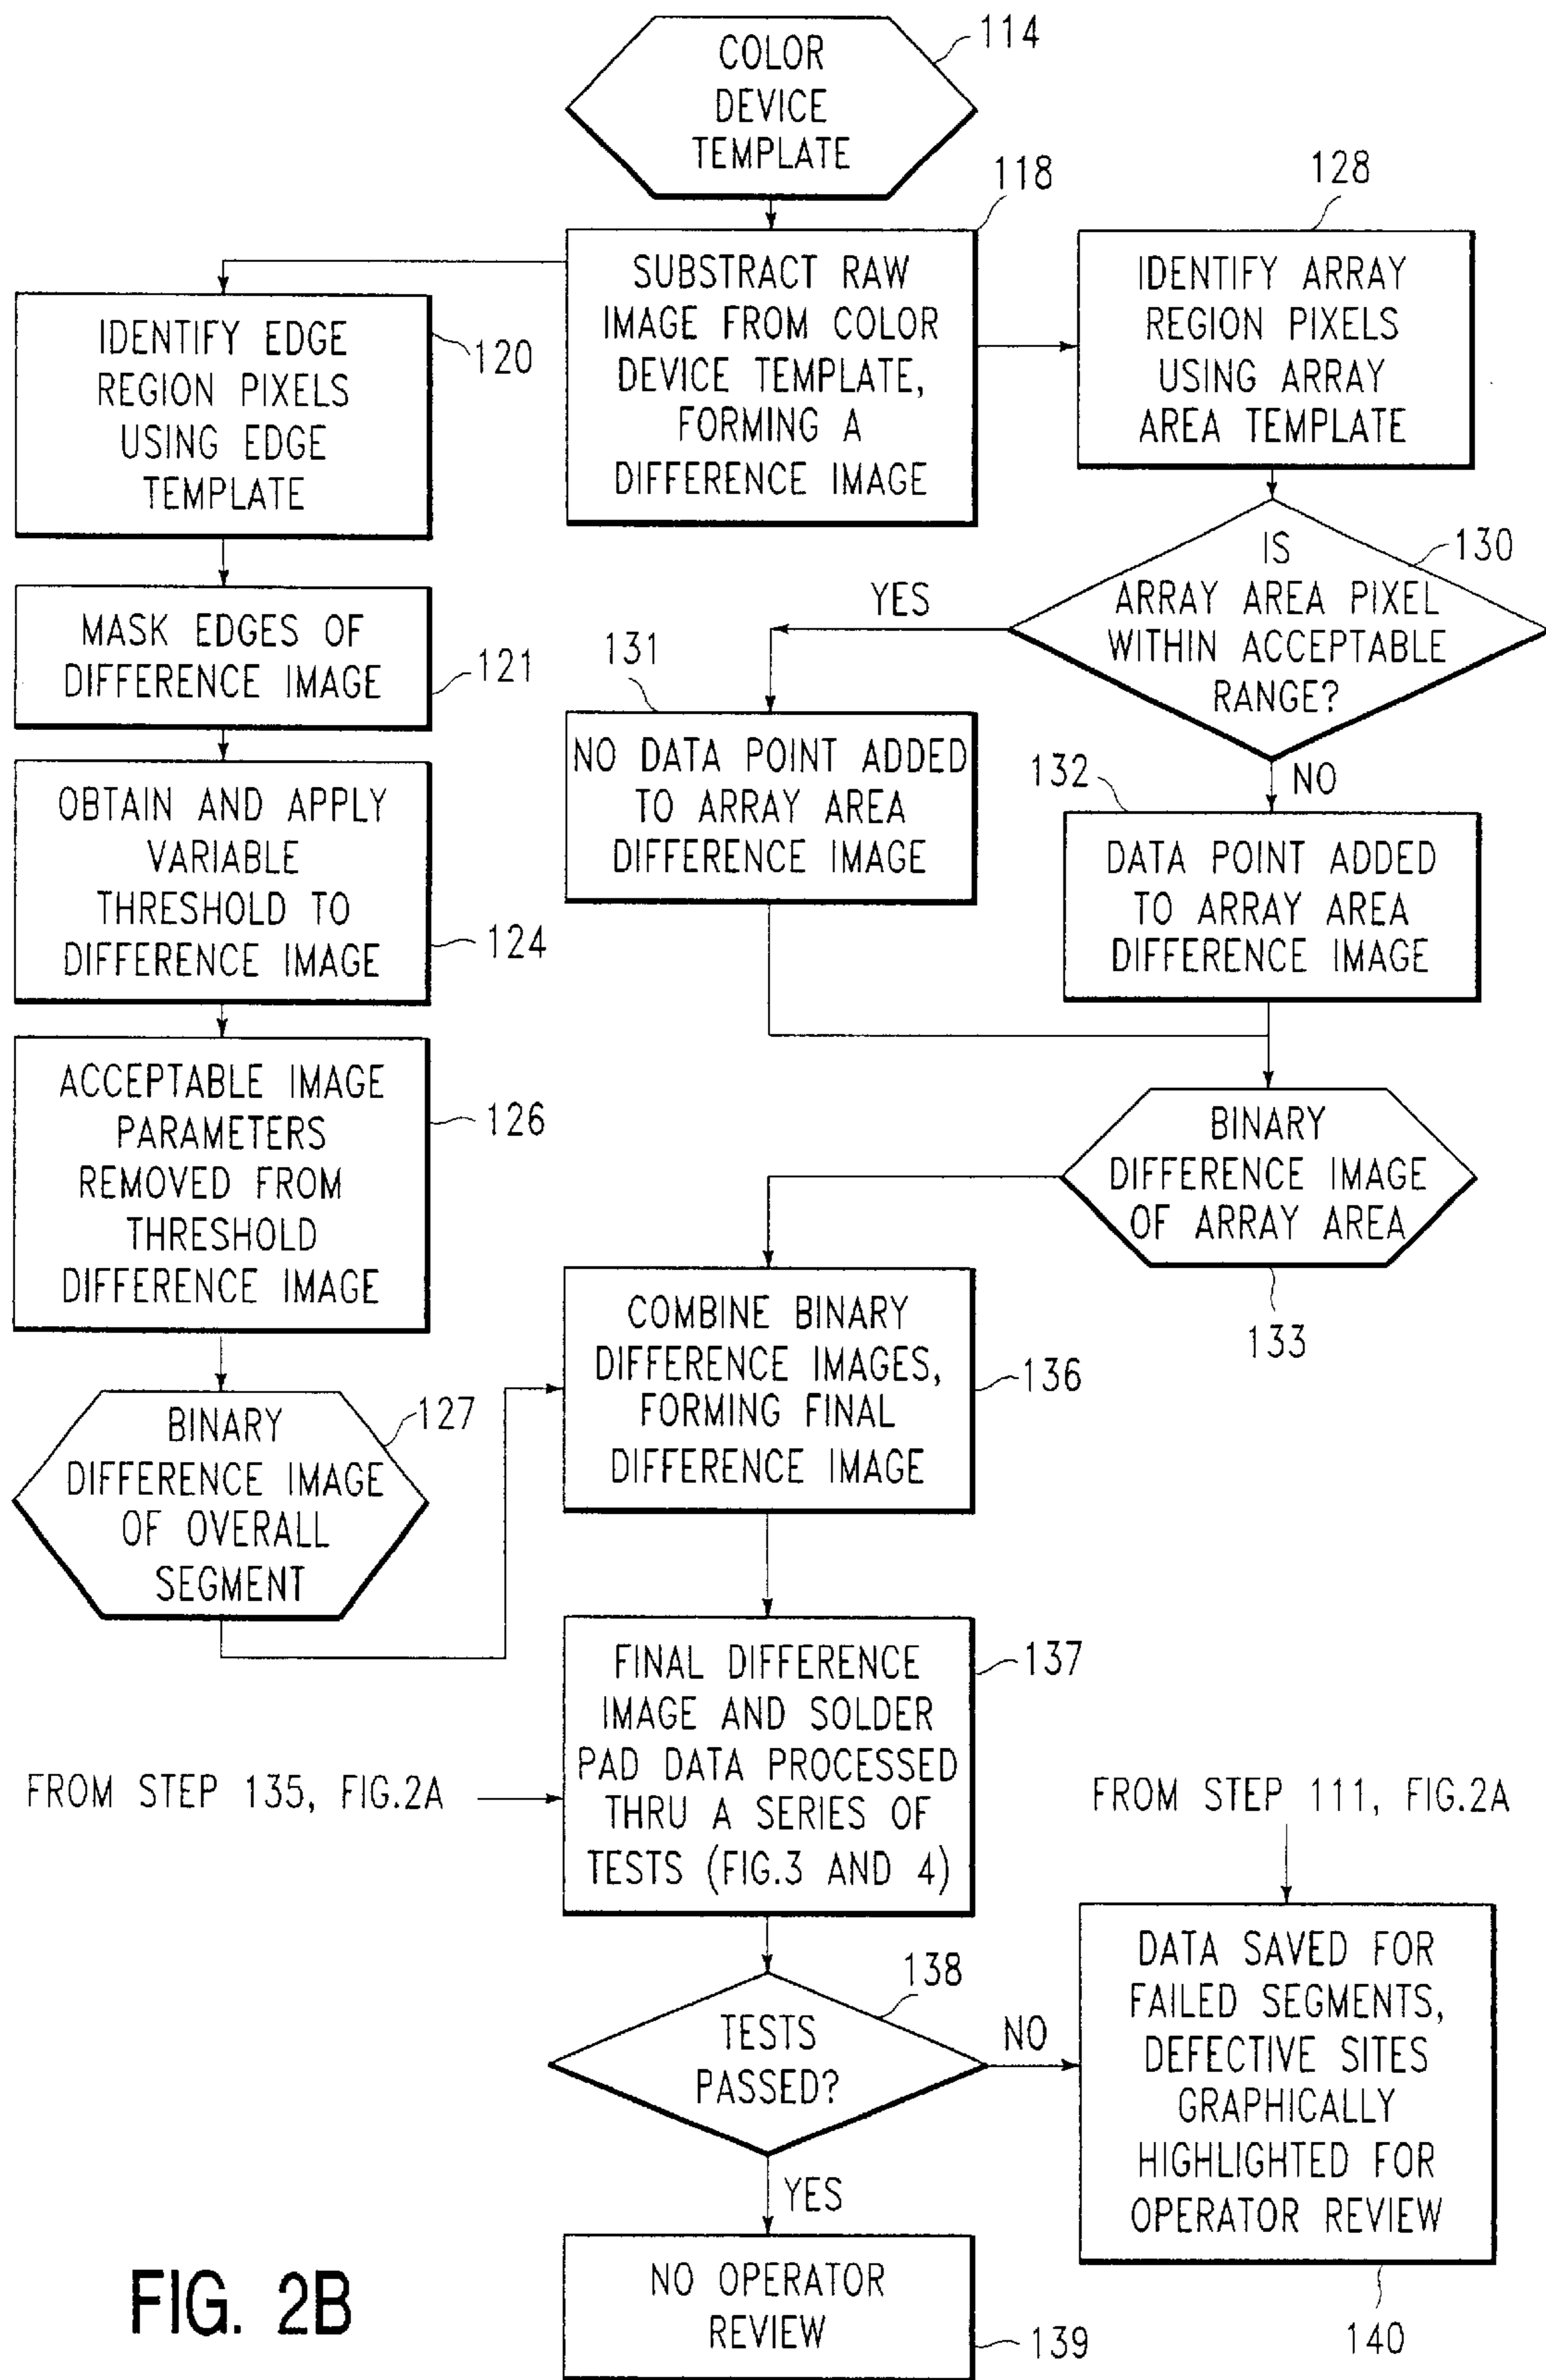 COLOR
DEVICE
TEMPLATE
114
118
SUBSTRACT RAW
IMAGE FROM COLOR
DEVICE TEMPLATE,
FORMING A
DIFFERENCE IMAGE
128
IDENTIFY ARRAY
REGION PIXELS
USING ARRAY
AREA TEMPLATE
IDENTIFY EDGE
REGION PIXELS
USING EDGE
TEMPLATE
120
MASK EDGES OF
DIFFERENCE IMAGE
121
OBTAIN AND APPLY
VARIABLE
THRESHOLD TO
DIFFERENCE IMAGE
124
ACCEPTABLE IMAGE
PARAMETERS
REMOVED FROM
THRESHOLD
DIFFERENCE IMAGE
126
BINARY
DIFFERENCE IMAGE
OF OVERALL
SEGMENT
127
IS
ARRAY AREA PIXEL
WITHIN ACCEPTABLE
RANGE?
130
YES
131
NO DATA POINT ADDED
TO ARRAY AREA
DIFFERENCE IMAGE
NO
132
DATA POINT ADDED
TO ARRAY AREA
DIFFERENCE IMAGE
BINARY
DIFFERENCE IMAGE
OF ARRAY AREA
133
COMBINE BINARY
DIFFERENCE IMAGES,
FORMING FINAL
DIFFERENCE IMAGE
136
FINAL DIFFERENCE
IMAGE AND SOLDER
PAD DATA PROCESSED
THRU A SERIES OF
TESTS (FIG.3 AND 4)
137
FROM STEP 135, FIG.2A
FROM STEP 111, FIG.2A
TESTS
PASSED?
138
NO
DATA SAVED FOR
FAILED SEGMENTS,
DEFECTIVE SITES
GRAPHICALLY
HIGHLIGHTED FOR
OPERATOR REVIEW
140
YES
NO OPERATOR
REVIEW
139
FIG. 2B